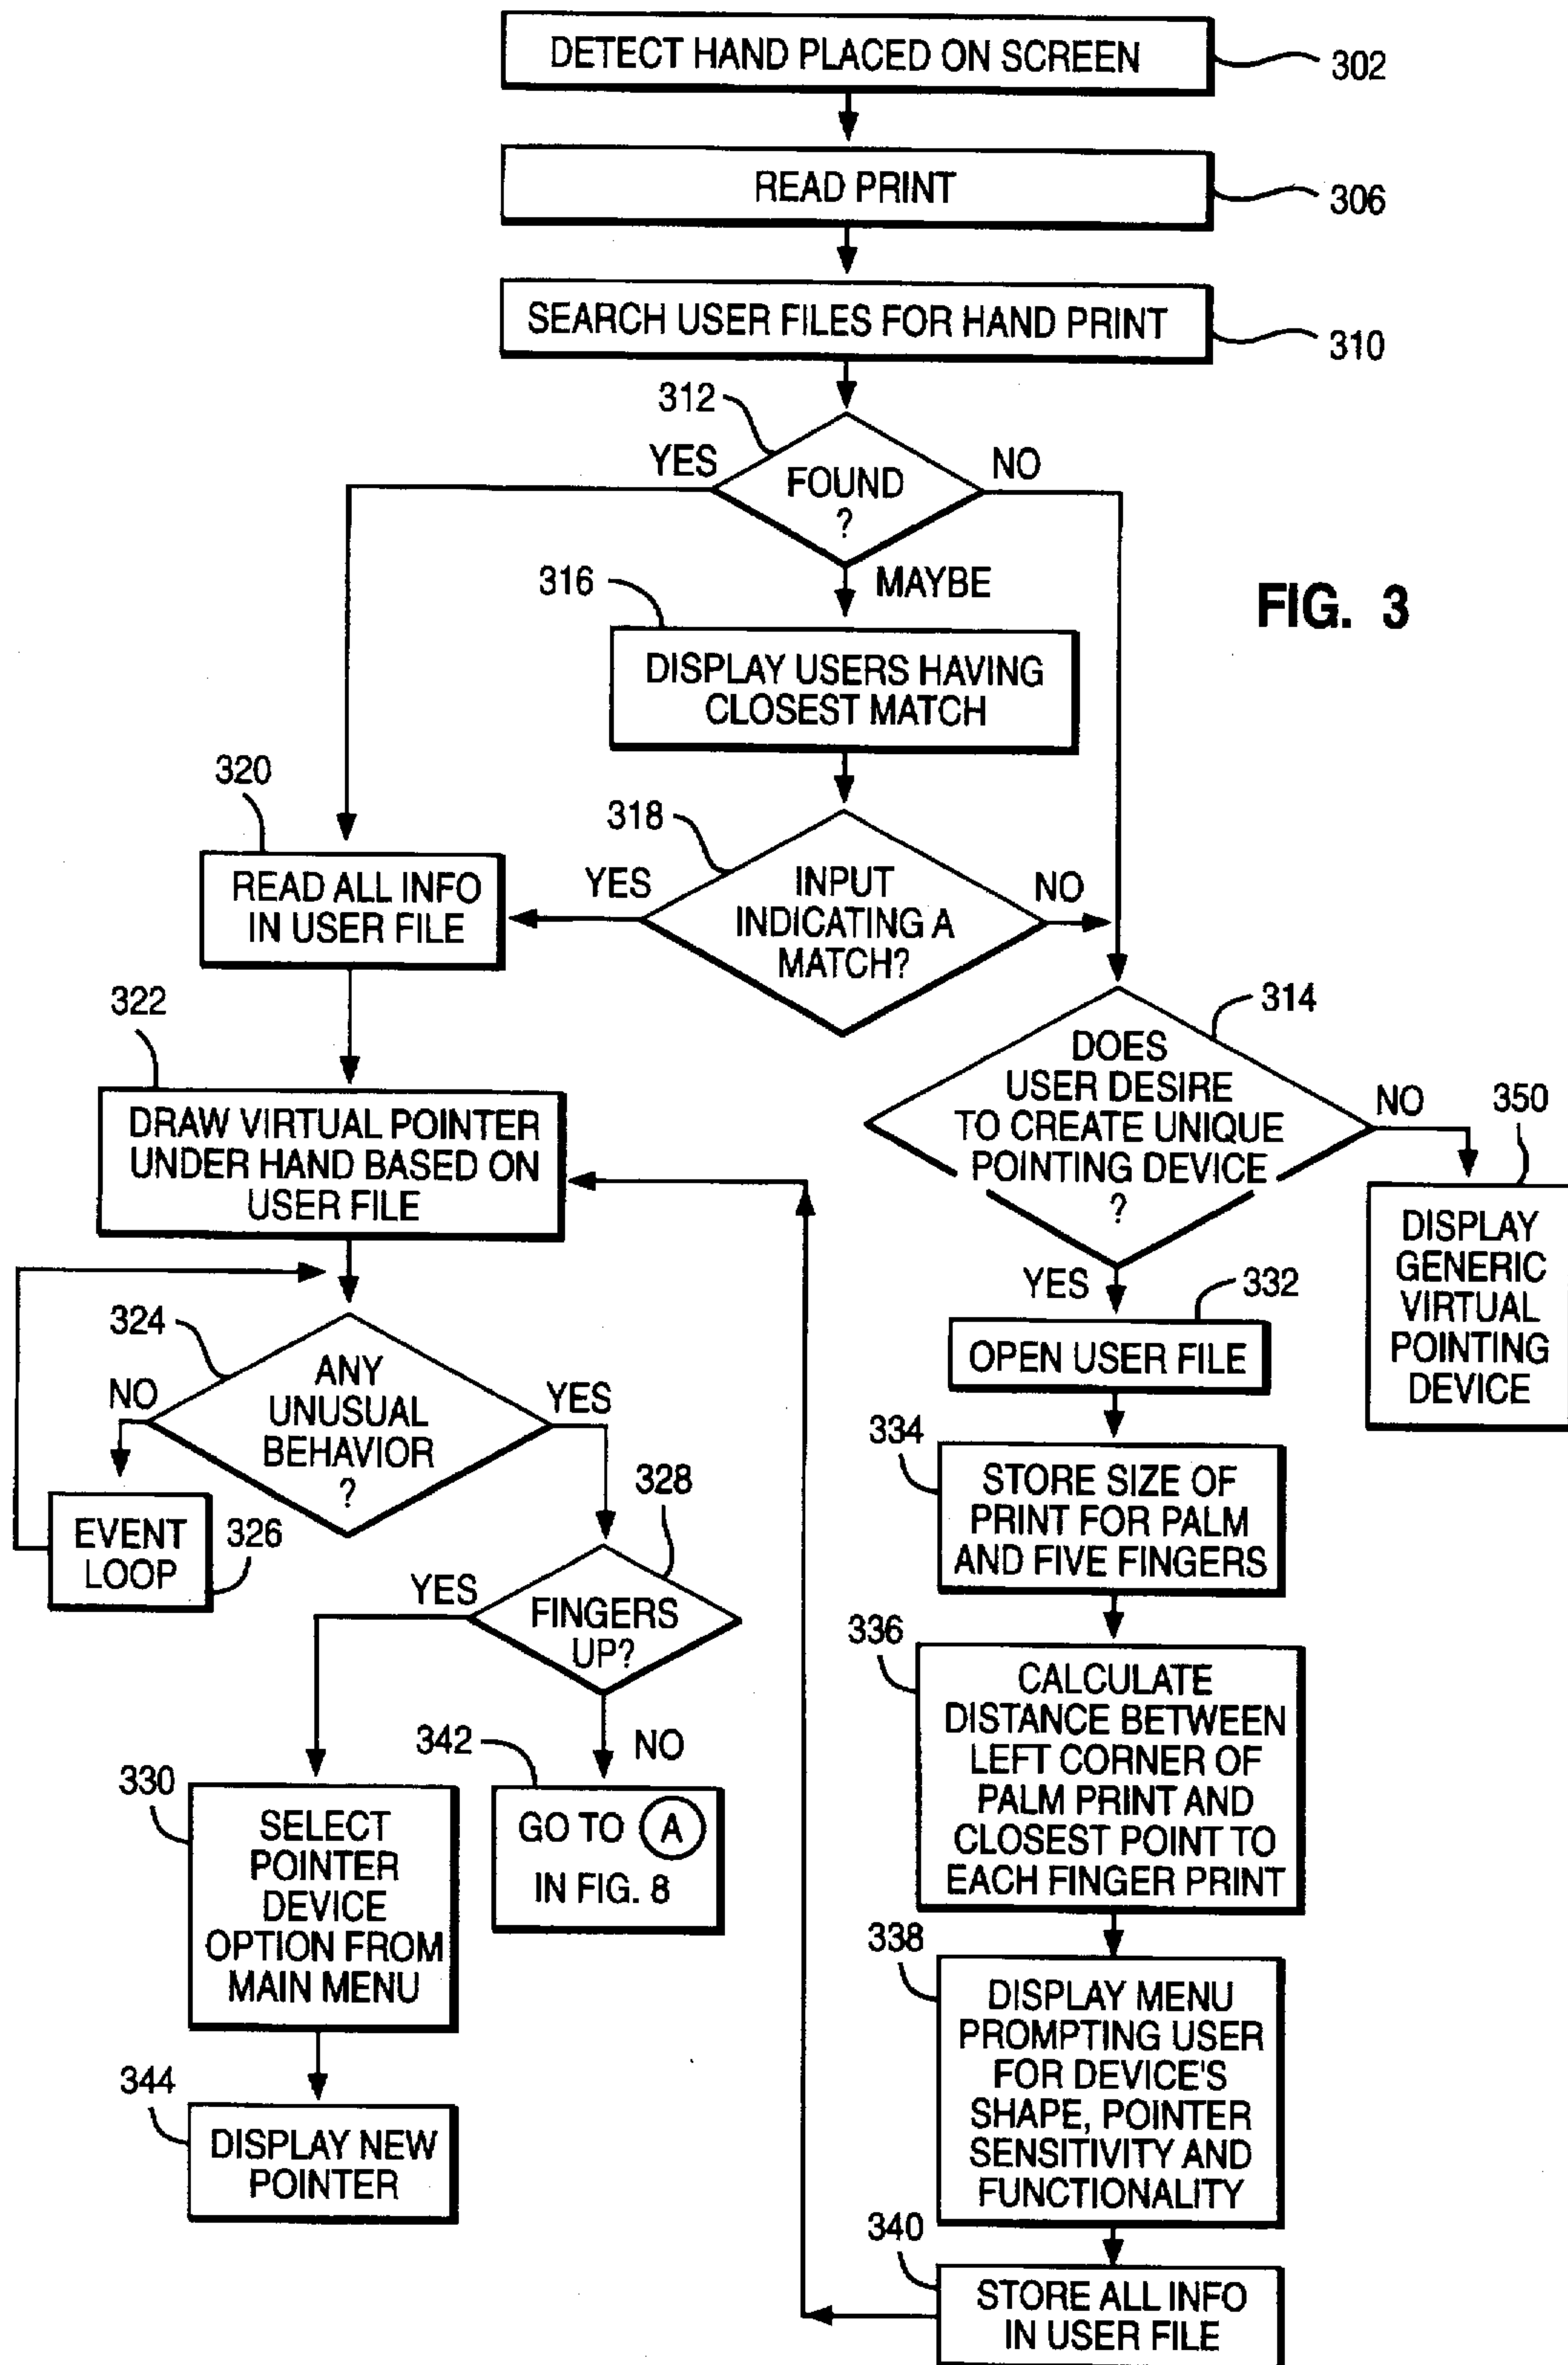 DETECT HAND PLACED ON SCREEN
302
READ PRINT
306
SEARCH USER FILES FOR HAND PRINT
310
312
YES
NO
FOUND
?
MAYBE
316
FIG. 3
DISPLAY USERS HAVING
CLOSEST MATCH
320
318
READ ALL INFO
IN USER FILE
YES
INPUT
INDICATING A
MATCH?
NO
322
314
DRAW VIRTUAL POINTER
UNDER HAND BASED ON
USER FILE
DOES
USER DESIRE
TO CREATE UNIQUE
POINTING DEVICE
?
NO
350
DISPLAY
GENERIC
VIRTUAL
POINTING
DEVICE
YES
332
OPEN USER FILE
324
NO
ANY
UNUSUAL
BEHAVIOR
?
YES
EVENT
LOOP
326
328
334
STORE SIZE OF
PRINT FOR PALM
AND FIVE FINGERS
YES
FINGERS
UP?
NO
336
CALCULATE
DISTANCE BETWEEN
LEFT CORNER OF
PALM PRINT AND
CLOSEST POINT TO
EACH FINGER PRINT
342
GO TO A
IN FIG. 8
330
SELECT
POINTER
DEVICE
OPTION FROM
MAIN MENU
338
DISPLAY MENU
PROMPTING USER
FOR DEVICE'S
SHAPE, POINTER
SENSITIVITY AND
FUNCTIONALITY
344
DISPLAY NEW
POINTER
340
STORE ALL INFO
IN USER FILE